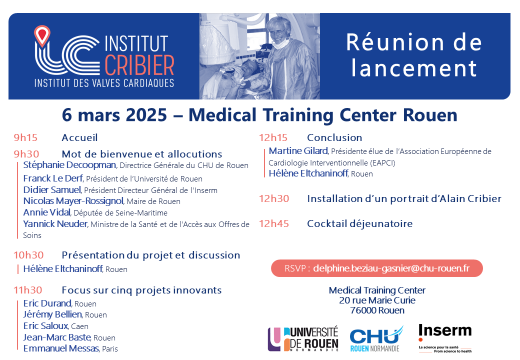 INSTITUT
CRIBIER
INSTITUT DES VALVES CARDIAQUES
Réunion de
lancement
6 mars 2025 – Medical Training Center Rouen
9h15 Accueil
9h30 Mot de bienvenue et allocutions
Stéphanie Decoopman, Directrice Générale du CHU de Rouen
Franck Le Derf, Président de l'Université de Rouen
Didier Samuel, Président Directeur Général de l'Inserm
Nicolas Mayer-Rossignol, Maire de Rouen
Annie Vidal, Députée de Seine-Maritime
Yannick Neuder, Ministre de la Santé et de l'Accès aux Offres de
Soins
10h30 Présentation du projet et discussion
Hélène Eltchaninoff, Rouen
11h30 Focus sur cinq projets innovants
Eric Durand, Rouen
Jérémy Bellien, Rouen
Eric Saloux, Caen
Jean-Marc Baste, Rouen
Emmanuel Messas, Paris
12h15 Conclusion
Martine Gilard, Présidente élue de l'Association Européenne de
Cardiologie Interventionnelle (EAPCI)
Hélène Eltchaninoff, Rouen
12h30 Installation d'un portrait d'Alain Cribier
12h45 Cocktail déjeunatoire
RSVP : delphine.beziau-gasnier@chu-rouen.fr
Medical Training Center
20 rue Marie Curie
76000 Rouen
UNIVERSITÉ
DE ROUEN
NORMANDIE
CHU
ROUEN NORMANDIE
Inserm
La science pour la santé
From science to health